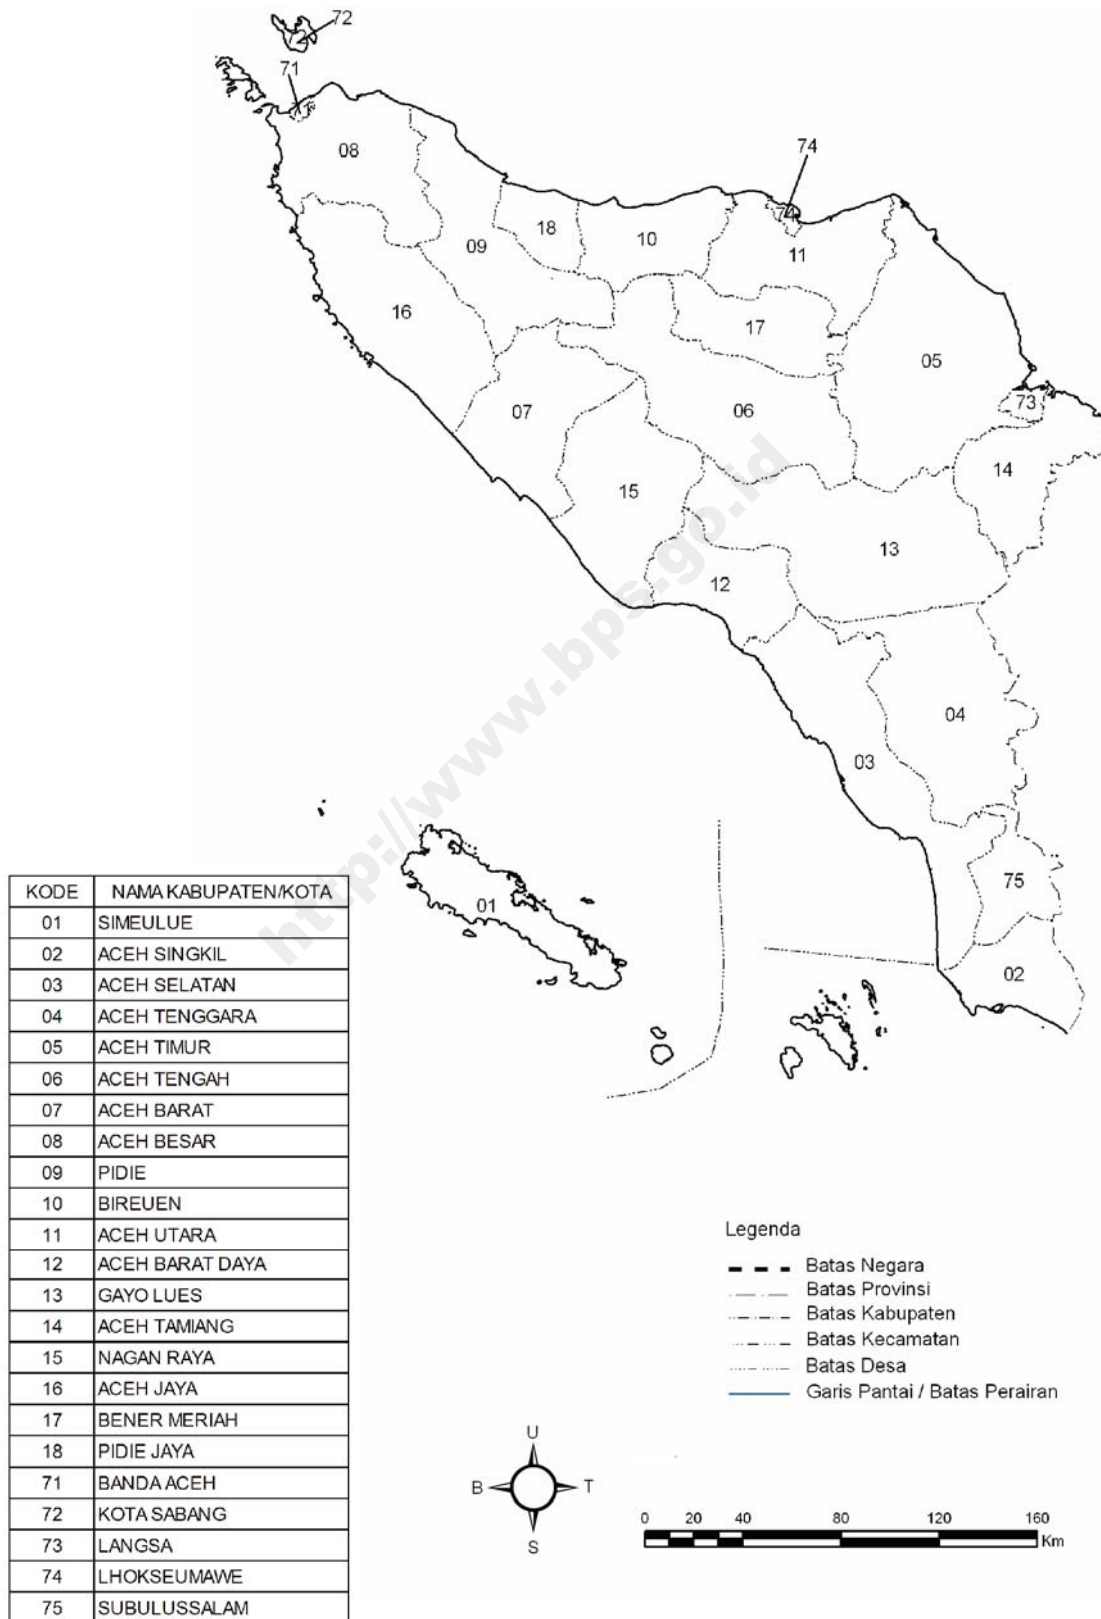 72
72
71
71
08
74
74
18
10
09
11
16
17
05
73
07
06
14
15
13
12
04
03
75
01
02
http://www.bps.go.id
KODE NAMA KABUPATEN/KOTA
01 SIMEULUE
02 ACEH SINGKIL
03 ACEH SELATAN
04 ACEH TENGGARA
05 ACEH TIMUR
06 ACEH TENGAH
07 ACEH BARAT
08 ACEH BESAR
09 PIDIE
10 BIREUEN
11 ACEH UTARA
12 ACEH BARAT DAYA
13 GAYO LUES
14 ACEH TAMIANG
15 NAGAN RAYA
16 ACEH JAYA
17 BENER MERIAH
18 PIDIE JAYA
71 BANDA ACEH
72 KOTA SABANG
73 LANGSA
74 LHOKSEUMAWE
75 SUBULUSSALAM
Legenda
Batas Negara
Batas Provinsi
Batas Kabupaten
Batas Kecamatan
Batas Desa
Garis Pantai / Batas Perairan
U
B T
S
0 20 40 80 120 160
Km